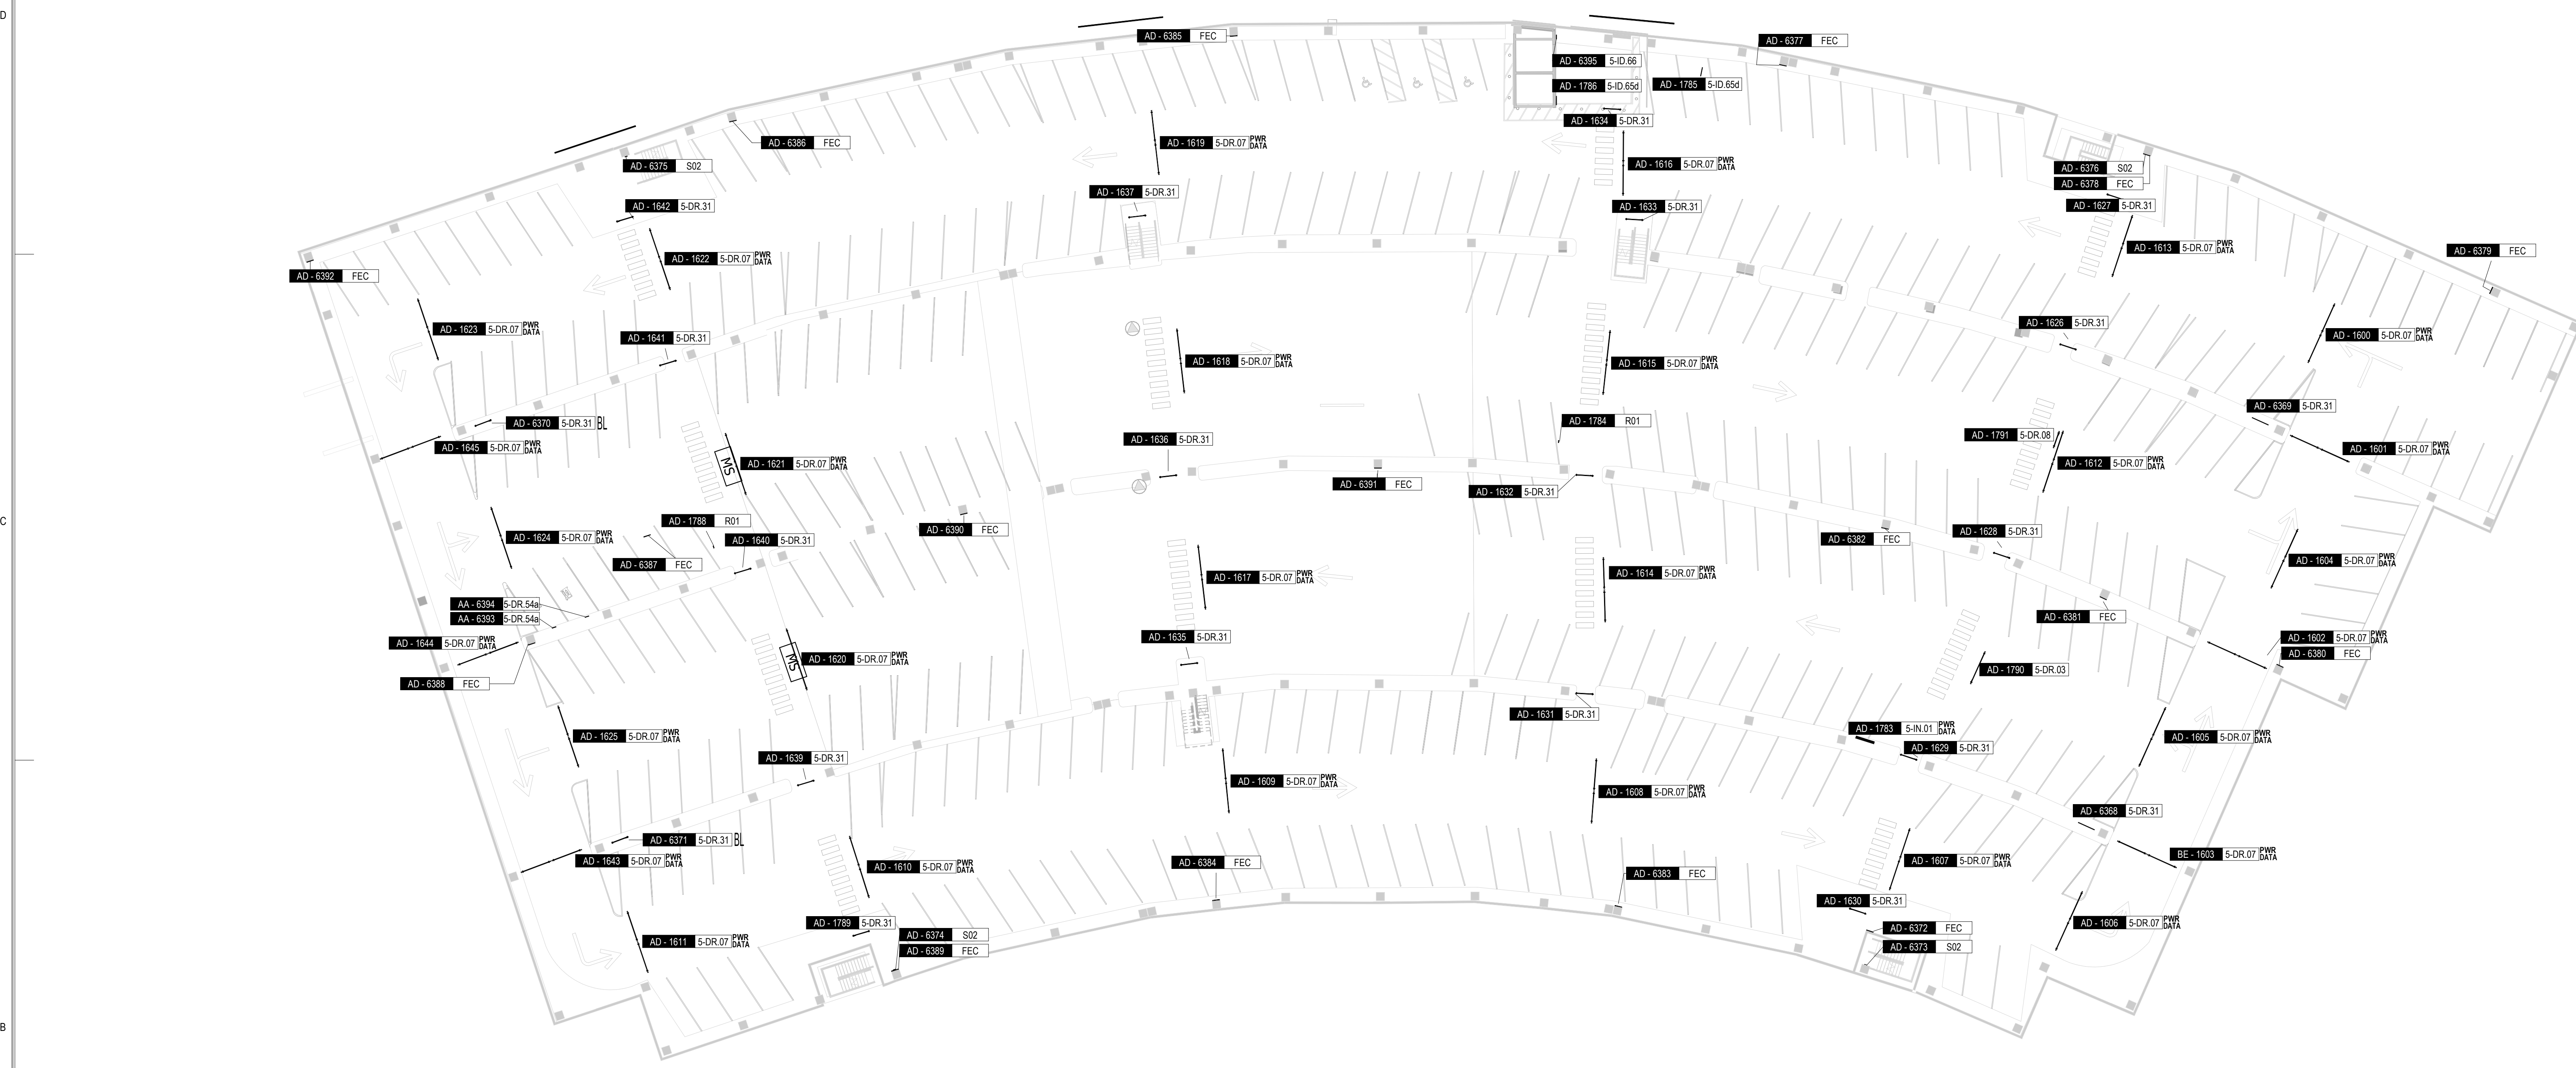 D
AD - 6385 FEC
AD - 6377 FEC
AD - 6395 5-ID.66
AD - 1786 5-ID.65d
AD - 1785 5-ID.65d
AD - 1634 5-DR.31
AD - 6386 FEC
AD - 1619 5-DR.07 PWR DATA
AD - 1616 5-DR.07 PWR DATA
AD - 6375 S02
AD - 6376 S02
AD - 6378 FEC
AD - 1637 5-DR.31
AD - 1642 5-DR.31
AD - 1633 5-DR.31
AD - 1627 5-DR.31
AD - 1613 5-DR.07 PWR DATA
AD - 6379 FEC
AD - 1622 5-DR.07 PWR DATA
AD - 6392 FEC
AD - 1623 5-DR.07 PWR DATA
AD - 1641 5-DR.31
AD - 1626 5-DR.31
AD - 1600 5-DR.07 PWR DATA
AD - 1618 5-DR.07 PWR DATA
AD - 1615 5-DR.07 PWR DATA
AD - 6369 5-DR.31
AD - 6370 5-DR.31 BL
AD - 1784 R01
AD - 1791 5-DR.08
AD - 1645 5-DR.07 PWR DATA
AD - 1636 5-DR.31
AD - 1601 5-DR.07 PWR DATA
MS
AD - 1621 5-DR.07 PWR DATA
AD - 1612 5-DR.07 PWR DATA
AD - 6391 FEC
AD - 1632 5-DR.31
C
AD - 1788 R01
AD - 6390 FEC
AD - 1628 5-DR.31
AD - 1624 5-DR.07 PWR DATA
AD - 1640 5-DR.31
AD - 6382 FEC
AD - 6387 FEC
AD - 1604 5-DR.07 PWR DATA
AD - 1617 5-DR.07 PWR DATA
AD - 1614 5-DR.07 PWR DATA
AA - 6394 5-DR.54a
AA - 6393 5-DR.54a
AD - 6381 FEC
AD - 1644 5-DR.07 PWR DATA
AD - 1635 5-DR.31
AD - 1602 5-DR.07 PWR DATA
AD - 6380 FEC
MS
AD - 1620 5-DR.07 PWR DATA
AD - 1790 5-DR.03
AD - 6388 FEC
AD - 1631 5-DR.31
AD - 1783 5-IN.01 PWR DATA
AD - 1625 5-DR.07 PWR DATA
AD - 1605 5-DR.07 PWR DATA
AD - 1629 5-DR.31
AD - 1639 5-DR.31
AD - 1609 5-DR.07 PWR DATA
AD - 1608 5-DR.07 PWR DATA
AD - 6368 5-DR.31
AD - 6371 5-DR.31 BL
AD - 1643 5-DR.07 PWR DATA
AD - 1610 5-DR.07 PWR DATA
AD - 6384 FEC
AD - 6383 FEC
AD - 1607 5-DR.07 PWR DATA
BE - 1603 5-DR.07 PWR DATA
AD - 1630 5-DR.31
AD - 1789 5-DR.31
AD - 1606 5-DR.07 PWR DATA
AD - 6374 S02
AD - 6389 FEC
AD - 6372 FEC
AD - 6373 S02
AD - 1611 5-DR.07 PWR DATA
B